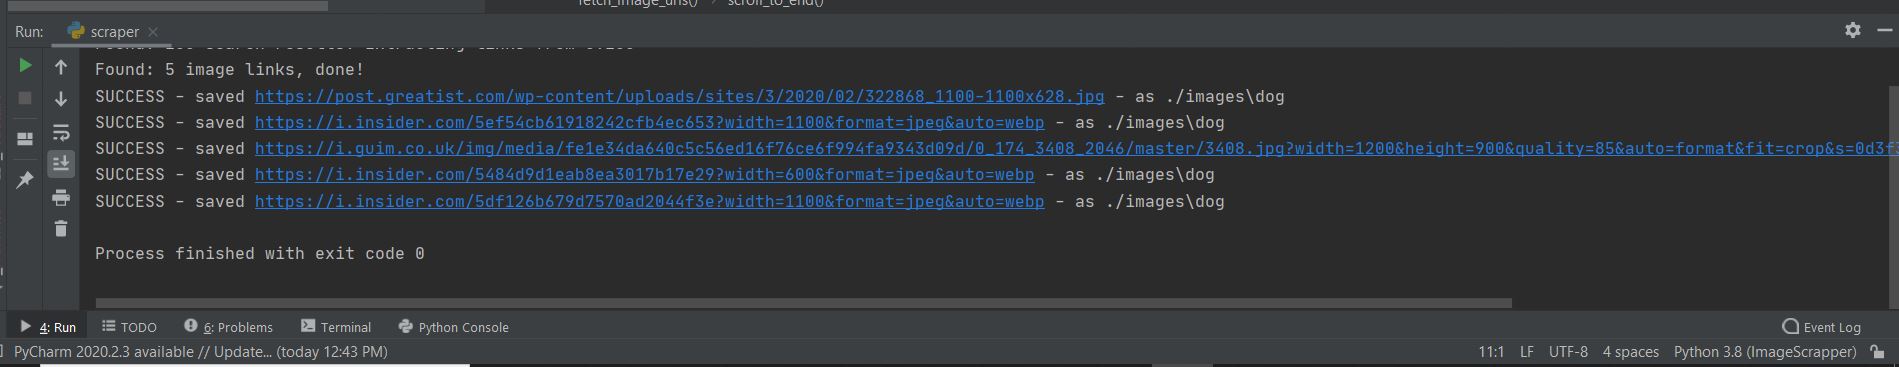 fetch_image_urls() › scroll_to_end()
Run: scraper
Found: 5 image links, done!
SUCCESS - saved https://post.greatist.com/wp-content/uploads/sites/3/2020/02/322868_1100-1100x628.jpg - as ./images\dog
SUCCESS - saved https://i.insider.com/5ef54cb61918242cfb4ec653?width=1100&format=jpeg&auto=webp - as ./images\dog
SUCCESS - saved https://i.guim.co.uk/img/media/fe1e34da640c5c56ed16f76ce6f994fa9343d09d/0_174_3408_2046/master/3408.jpg?width=1200&height=900&quality=85&auto=format&fit=crop&s=0d3f3
SUCCESS - saved https://i.insider.com/5484d9d1eab8ea3017b17e29?width=600&format=jpeg&auto=webp - as ./images\dog
SUCCESS - saved https://i.insider.com/5df126b679d7570ad2044f3e?width=1100&format=jpeg&auto=webp - as ./images\dog
Process finished with exit code 0
4: Run TODO 6: Problems Terminal Python Console Event Log
PyCharm 2020.2.3 available // Update... (today 12:43 PM) 11:1 LF UTF-8 4 spaces Python 3.8 (ImageScrapper)